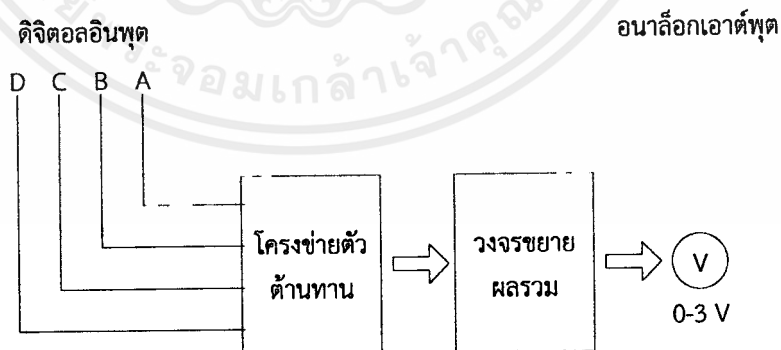 ดิจิตอลอินพุต
อนาล็อกเอาต์พุต
D C B A
โครงข่ายตัว
ต้านทาน
วงจรขยาย
ผลรวม
V
0-3 V